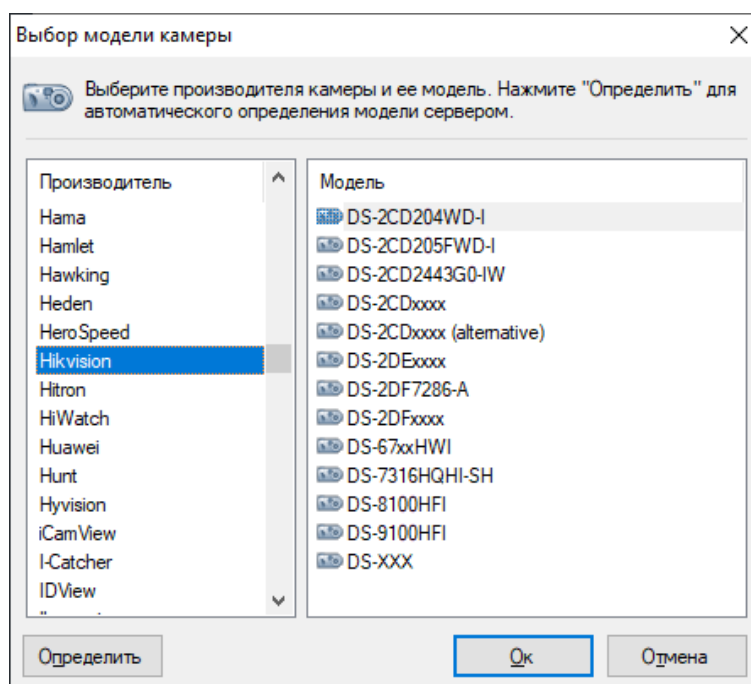 Выбор модели камеры
Выберите производителя камеры и ее модель. Нажмите "Определить" для
автоматического определения модели сервером.
Производитель
Hama
Hamlet
Hawking
Heden
HeroSpeed
Hikvision
Hitron
HiWatch
Huawei
Hunt
Hyvision
iCamView
I-Catcher
IDView
Модель
DS-2CD204WD-I
DS-2CD205FWD-I
DS-2CD2443G0-IW
DS-2CDxxxx
DS-2CDxxxx (alternative)
DS-2DExxxx
DS-2DF7286-A
DS-2DFxxxx
DS-67xxHWI
DS-7316HQHI-SH
DS-8100HFI
DS-9100HFI
DS-XXX
Определить
Ок
Отмена